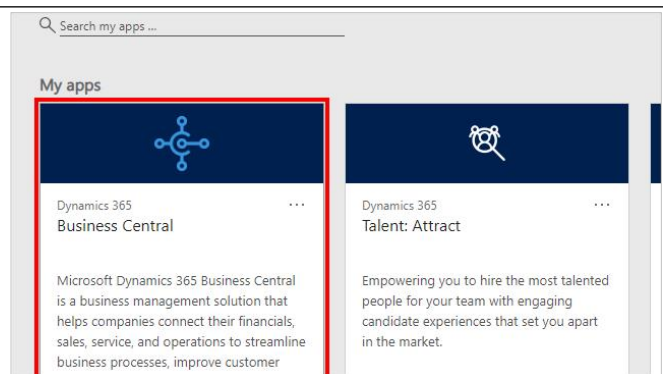 Search my apps ...
My apps
Dynamics 365 ...
Business Central
Microsoft Dynamics 365 Business Central
is a business management solution that
helps companies connect their financials,
sales, service, and operations to streamline
business processes, improve customer
Dynamics 365 ...
Talent: Attract
Empowering you to hire the most talented
people for your team with engaging
candidate experiences that set you apart
in the market.